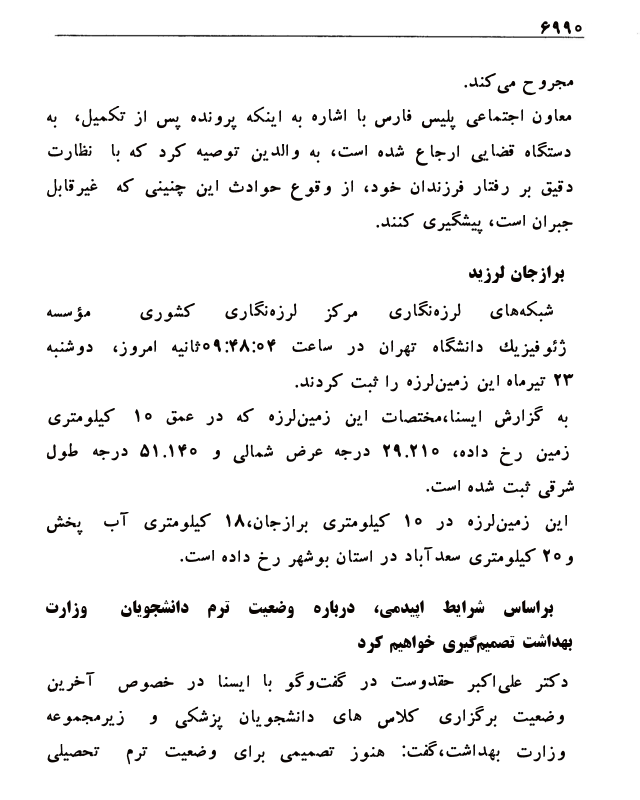 ۶۹۹۰
مجروح می‌کند.
معاون اجتماعی پلیس فارس با اشاره به اینکه پرونده پس از تکمیل، به
دستگاه قضایی ارجاع شده است، به والدین توصیه کرد که با نظارت
دقیق بر رفتار فرزندان خود، از وقوع حوادث این چنینی که غیرقابل
جبران است، پیشگیری کنند.
برازجان لرزید
شبکه‌های لرزه‌نگاری مرکز لرزه‌نگاری کشوری مؤسسه
ژئوفیزیك دانشگاه تهران در ساعت ۰۹:۴۸:۰۴ثانیه امروز، دوشنبه
۲۳ تیرماه این زمین‌لرزه را ثبت کردند.
به گزارش ایسنا،مختصات این زمین‌لرزه که در عمق ۱۰ کیلومتری
زمین رخ داده، ۲۹.۲۱۰ درجه عرض شمالی و ۵۱.۱۴۰ درجه طول
شرقی ثبت شده است.
این زمین‌لرزه در ۱۰ کیلومتری برازجان،۱۸ کیلومتری آب پخش
و۲۰ کیلومتری سعدآباد در استان بوشهر رخ داده است.
براساس شرایط اپیدمی، درباره وضعیت ترم دانشجویان وزارت
بهداشت تصمیم‌گیری خواهیم کرد
دکتر علی‌اکبر حقدوست در گفت‌وگو با ایسنا در خصوص آخرین
وضعیت برگزاری کلاس های دانشجویان پزشکی و زیرمجموعه
وزارت بهداشت،گفت: هنوز تصمیمی برای وضعیت ترم تحصیلی